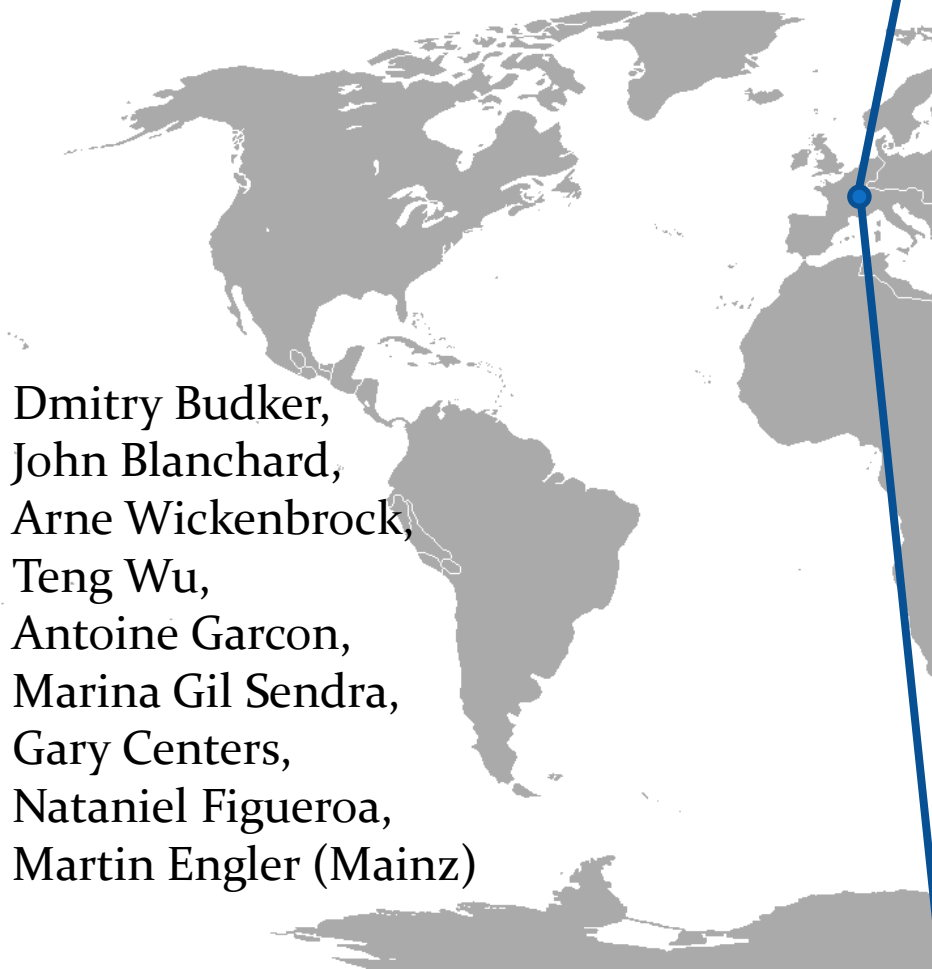 Dmitry Budker,
John Blanchard,
Arne Wickenbrock,
Teng Wu,
Antoine Garcon,
Marina Gil Sendra,
Gary Centers,
Nataniel Figueroa,
Martin Engler (Mainz)